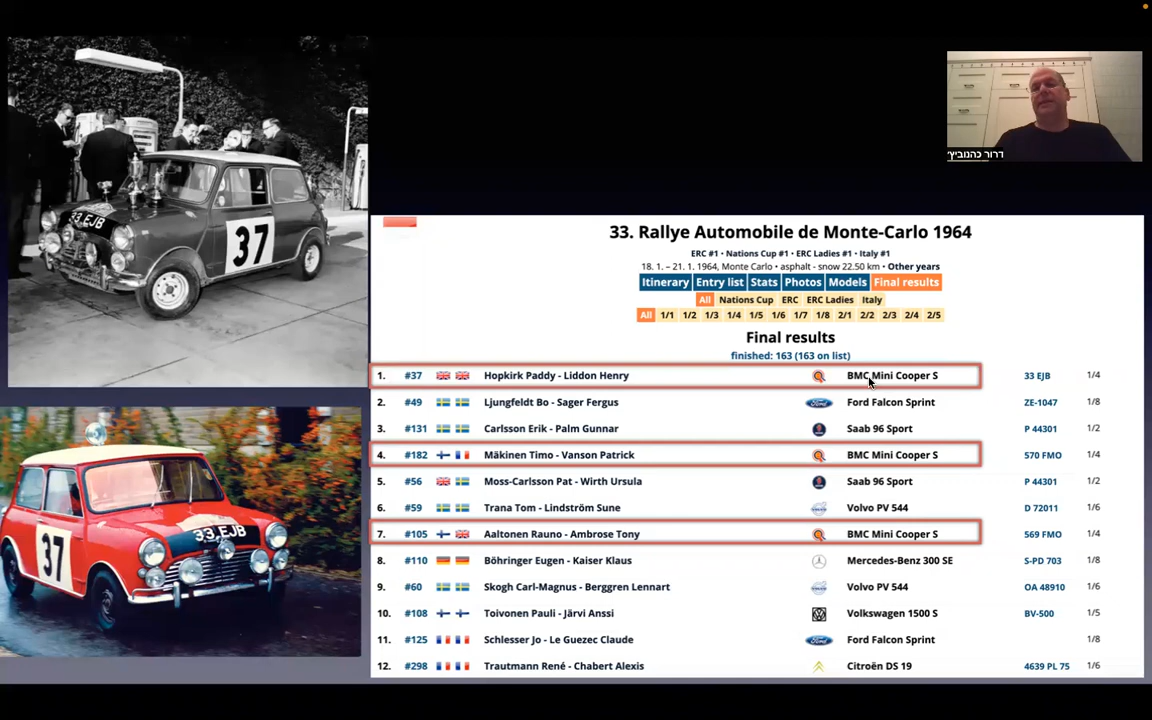 דרור כהנוביץ'
33 EJB
37
33 EJB
37
33. Rallye Automobile de Monte-Carlo 1964
ERC #1 • Nations Cup #1 • ERC Ladies #1 • Italy #1
18. 1. – 21. 1. 1964, Monte Carlo • asphalt - snow 22.50 km • Other years
Itinerary Entry list Stats Photos Models Final results
All Nations Cup ERC ERC Ladies Italy
All 1/1 1/2 1/3 1/4 1/5 1/6 1/7 1/8 2/1 2/2 2/3 2/4 2/5
Final results
finished: 163 (163 on list)
1. #37 Hopkirk Paddy - Liddon Henry BMC Mini Cooper S 33 EJB 1/4
2. #49 Ljungfeldt Bo - Sager Fergus Ford Falcon Sprint ZE-1047 1/8
3. #131 Carlsson Erik - Palm Gunnar Saab 96 Sport P 44301 1/2
4. #182 Mäkinen Timo - Vanson Patrick BMC Mini Cooper S 570 FMO 1/4
5. #56 Moss-Carlsson Pat - Wirth Ursula Saab 96 Sport P 44301 1/2
6. #59 Trana Tom - Lindström Sune Volvo PV 544 D 72011 1/6
7. #105 Aaltonen Rauno - Ambrose Tony BMC Mini Cooper S 569 FMO 1/4
8. #110 Böhringer Eugen - Kaiser Klaus Mercedes-Benz 300 SE S-PD 703 1/8
9. #60 Skogh Carl-Magnus - Berggren Lennart Volvo PV 544 OA 48910 1/6
10. #108 Toivonen Pauli - Järvi Anssi Volkswagen 1500 S BV-500 1/5
11. #125 Schlesser Jo - Le Guezec Claude Ford Falcon Sprint 1/8
12. #298 Trautmann René - Chabert Alexis Citroën DS 19 4639 PL 75 1/6